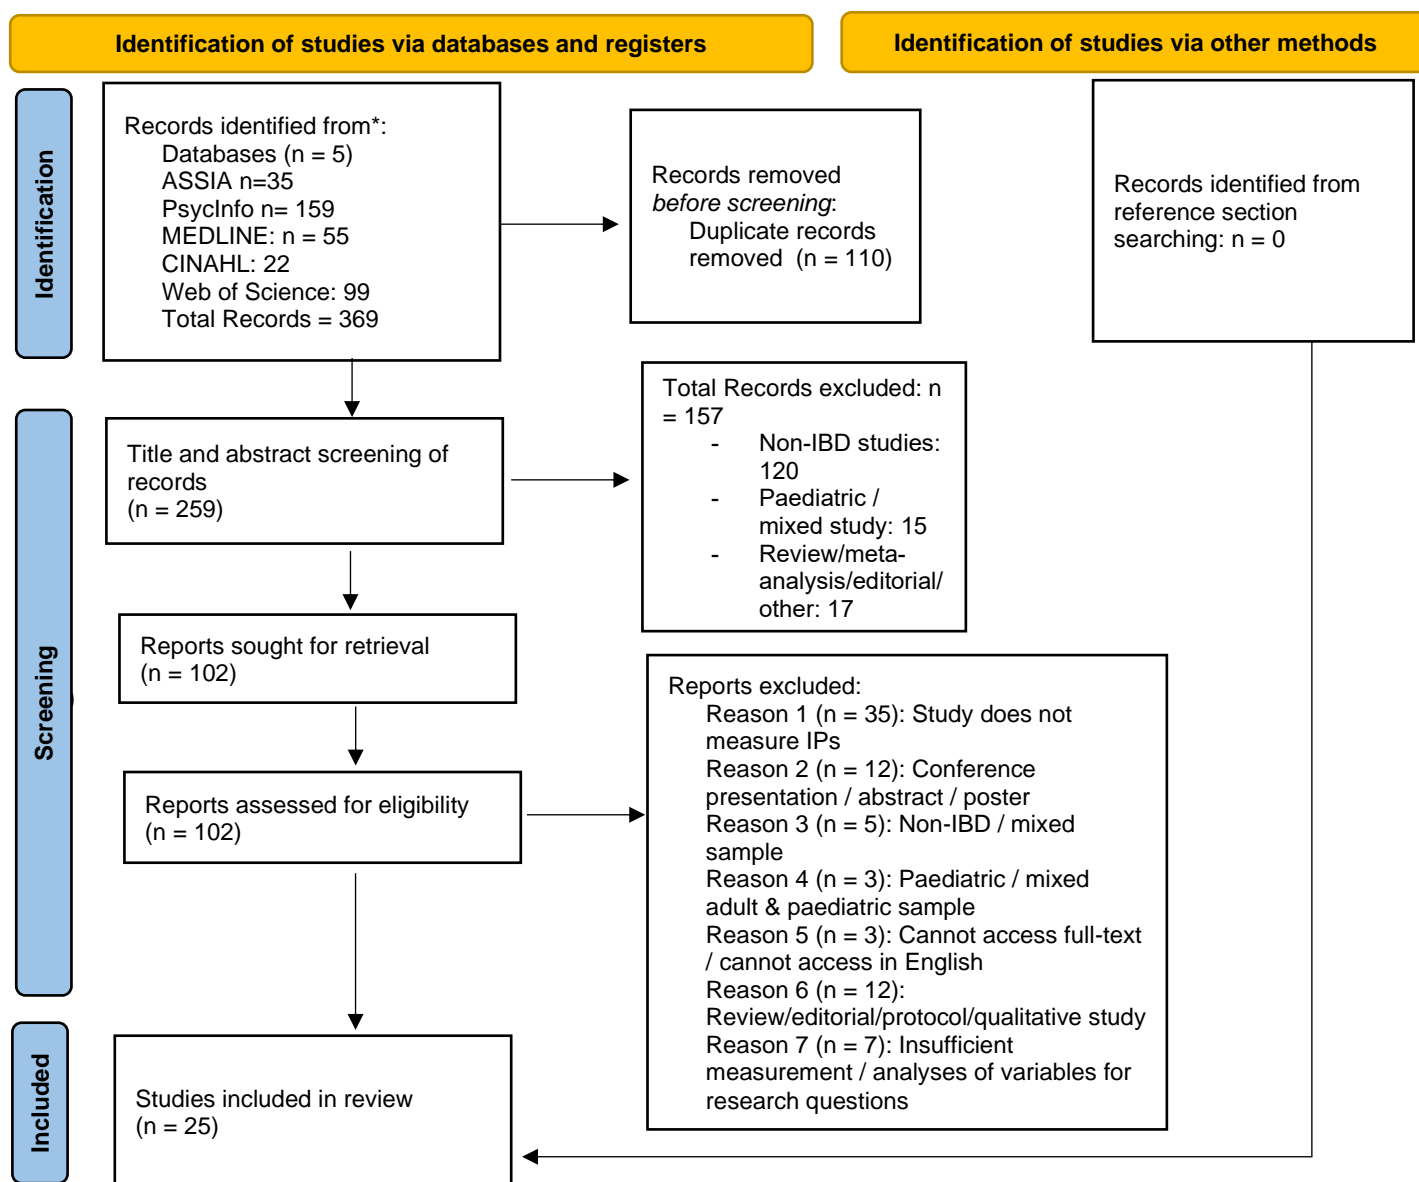 Identification of studies via databases and registers
Identification of studies via other methods
Identification
Records identified from*:
Databases (n = 5)
ASSIA n=35
PsycInfo n= 159
MEDLINE: n = 55
CINAHL: 22
Web of Science: 99
Total Records = 369
Records removed
before screening:
Duplicate records
removed  (n = 110)
Records identified from
reference section
searching: n = 0
Screening
Title and abstract screening of
records
(n = 259)
Total Records excluded: n
= 157
- Non-IBD studies:
120
- Paediatric /
mixed study: 15
- Review/meta-
analysis/editorial/
other: 17
Reports sought for retrieval
(n = 102)
Reports assessed for eligibility
(n = 102)
Reports excluded:
Reason 1 (n = 35): Study does not
measure IPs
Reason 2 (n = 12): Conference
presentation / abstract / poster
Reason 3 (n = 5): Non-IBD / mixed
sample
Reason 4 (n = 3): Paediatric / mixed
adult & paediatric sample
Reason 5 (n = 3): Cannot access full-text
/ cannot access in English
Reason 6 (n = 12):
Review/editorial/protocol/qualitative study
Reason 7 (n = 7): Insufficient
measurement / analyses of variables for
research questions
Included
Studies included in review
(n = 25)